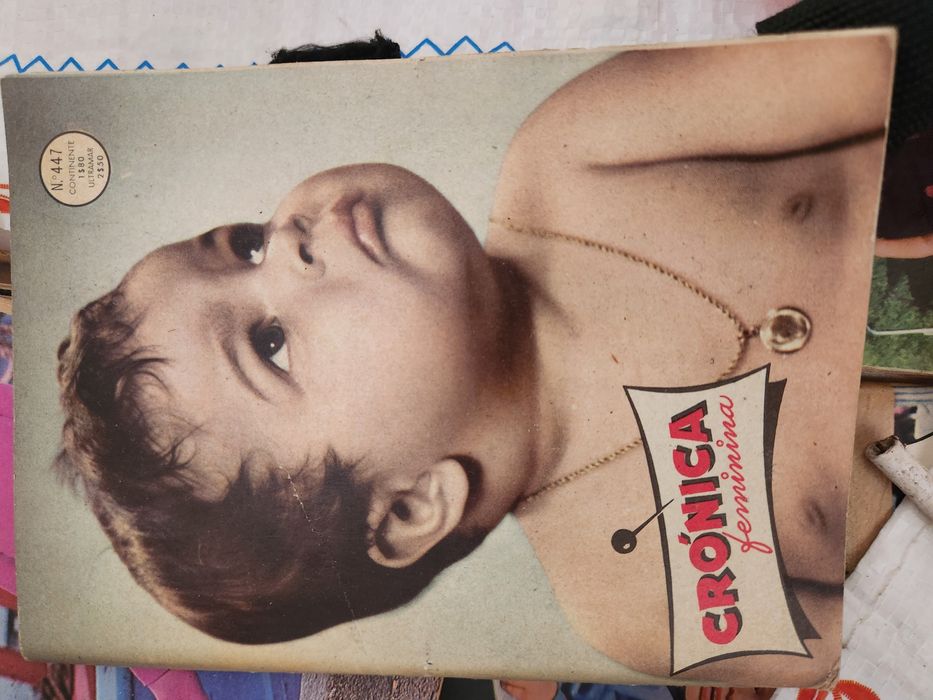 N.º 447
CONTINENTE
1$80
ULTRAMAR
2$50
CRÓNICA
feminina